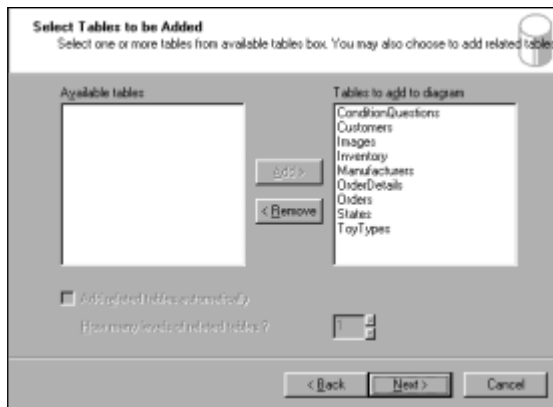 Select Tables to be Added
Select one or more tables from available tables box. You may also choose to add related tables
Available tables
Tables to add to diagram
ConditionQuestions
Customers
Images
Inventory
Manufacturers
OrderDetails
Orders
States
ToyTypes
Add >
< Remove
Add related tables automatically
How many levels of related tables ?
1
< Back
Next >
Cancel